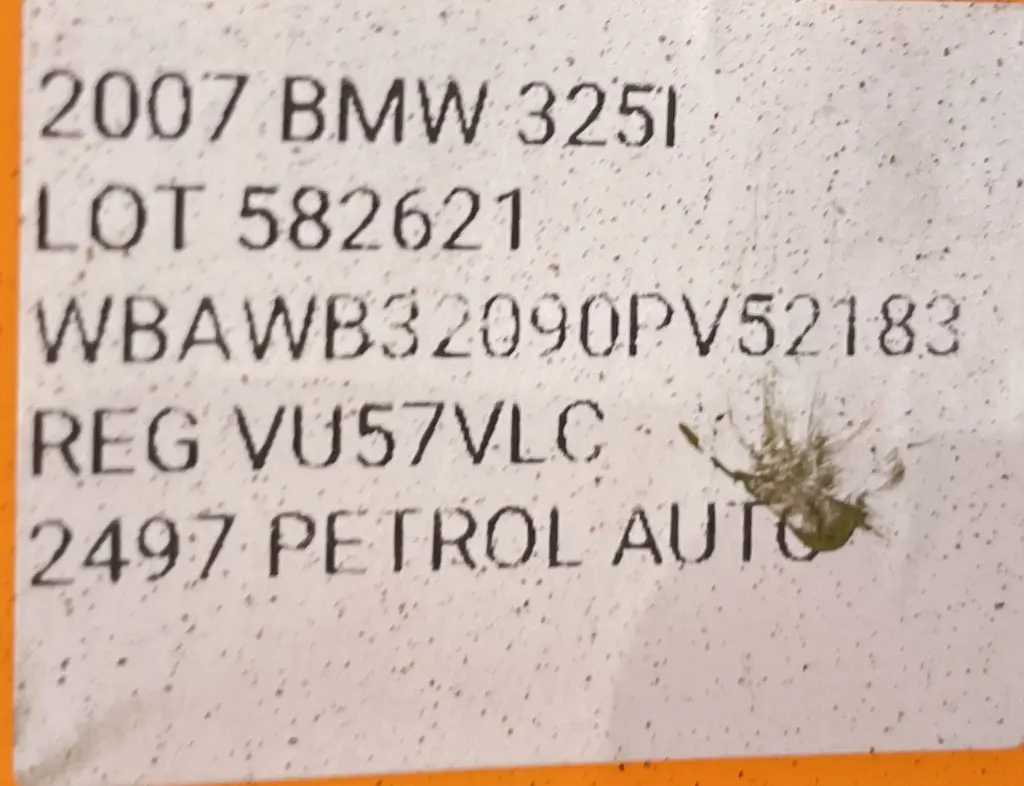 2007 BMW 325I
LOT 582621
WBAWB32090PV52183
REG VU57VLC
2497 PETROL AUTO